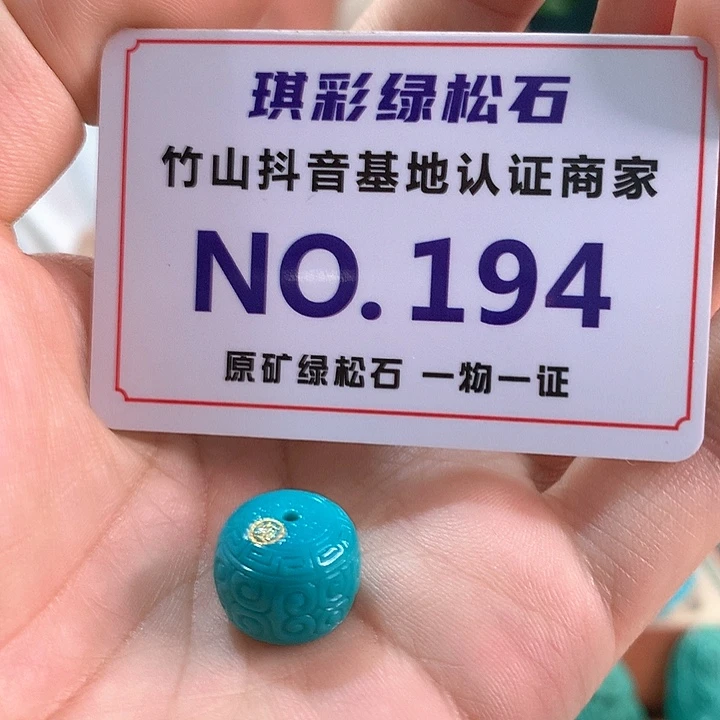 琪彩绿松石
竹山抖音基地认证商家
NO.194
原矿绿松石 一物一证